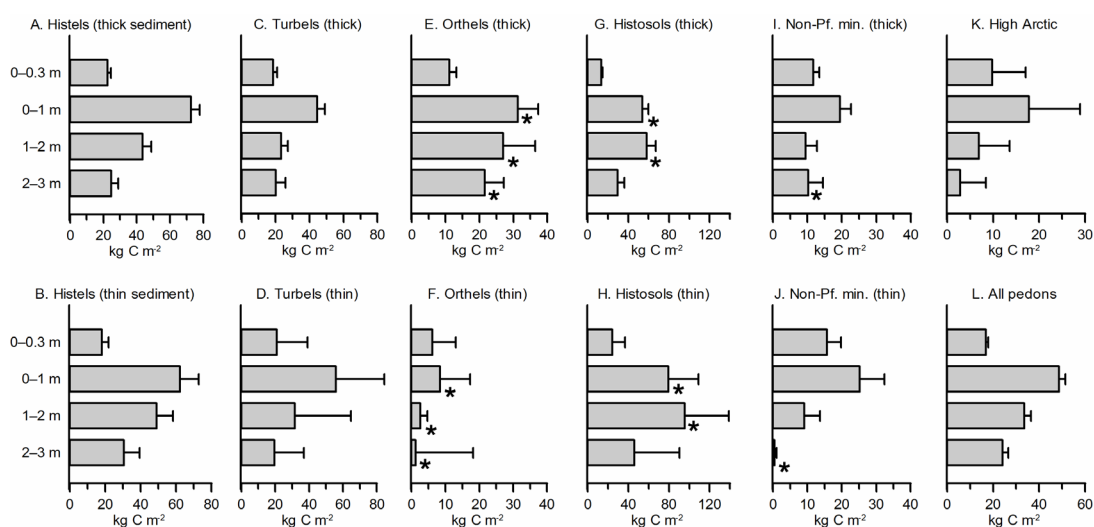 A. Histels (thick sediment) C. Turbels (thick) E. Orthels (thick) G. Histosols (thick) I. Non-Pf. min. (thick) K. High Arctic
0–0.3 m
0–1 m *
*
1–2 m * *
2–3 m * *
0 20 40 60 80 0 20 40 60 80 0 10 20 30 40 0 40 80 120 0 10 20 30 40 0 10 20 30
kg C m⁻² kg C m⁻² kg C m⁻² kg C m⁻² kg C m⁻² kg C m⁻²
B. Histels (thin sediment) D. Turbels (thin) F. Orthels (thin) H. Histosols (thin) J. Non-Pf. min. (thin) L. All pedons
0–0.3 m
0–1 m * *
1–2 m * *
2–3 m * *
0 20 40 60 80 0 20 40 60 80 0 10 20 30 40 0 40 80 120 0 10 20 30 40 0 20 40 60
kg C m⁻² kg C m⁻² kg C m⁻² kg C m⁻² kg C m⁻² kg C m⁻²